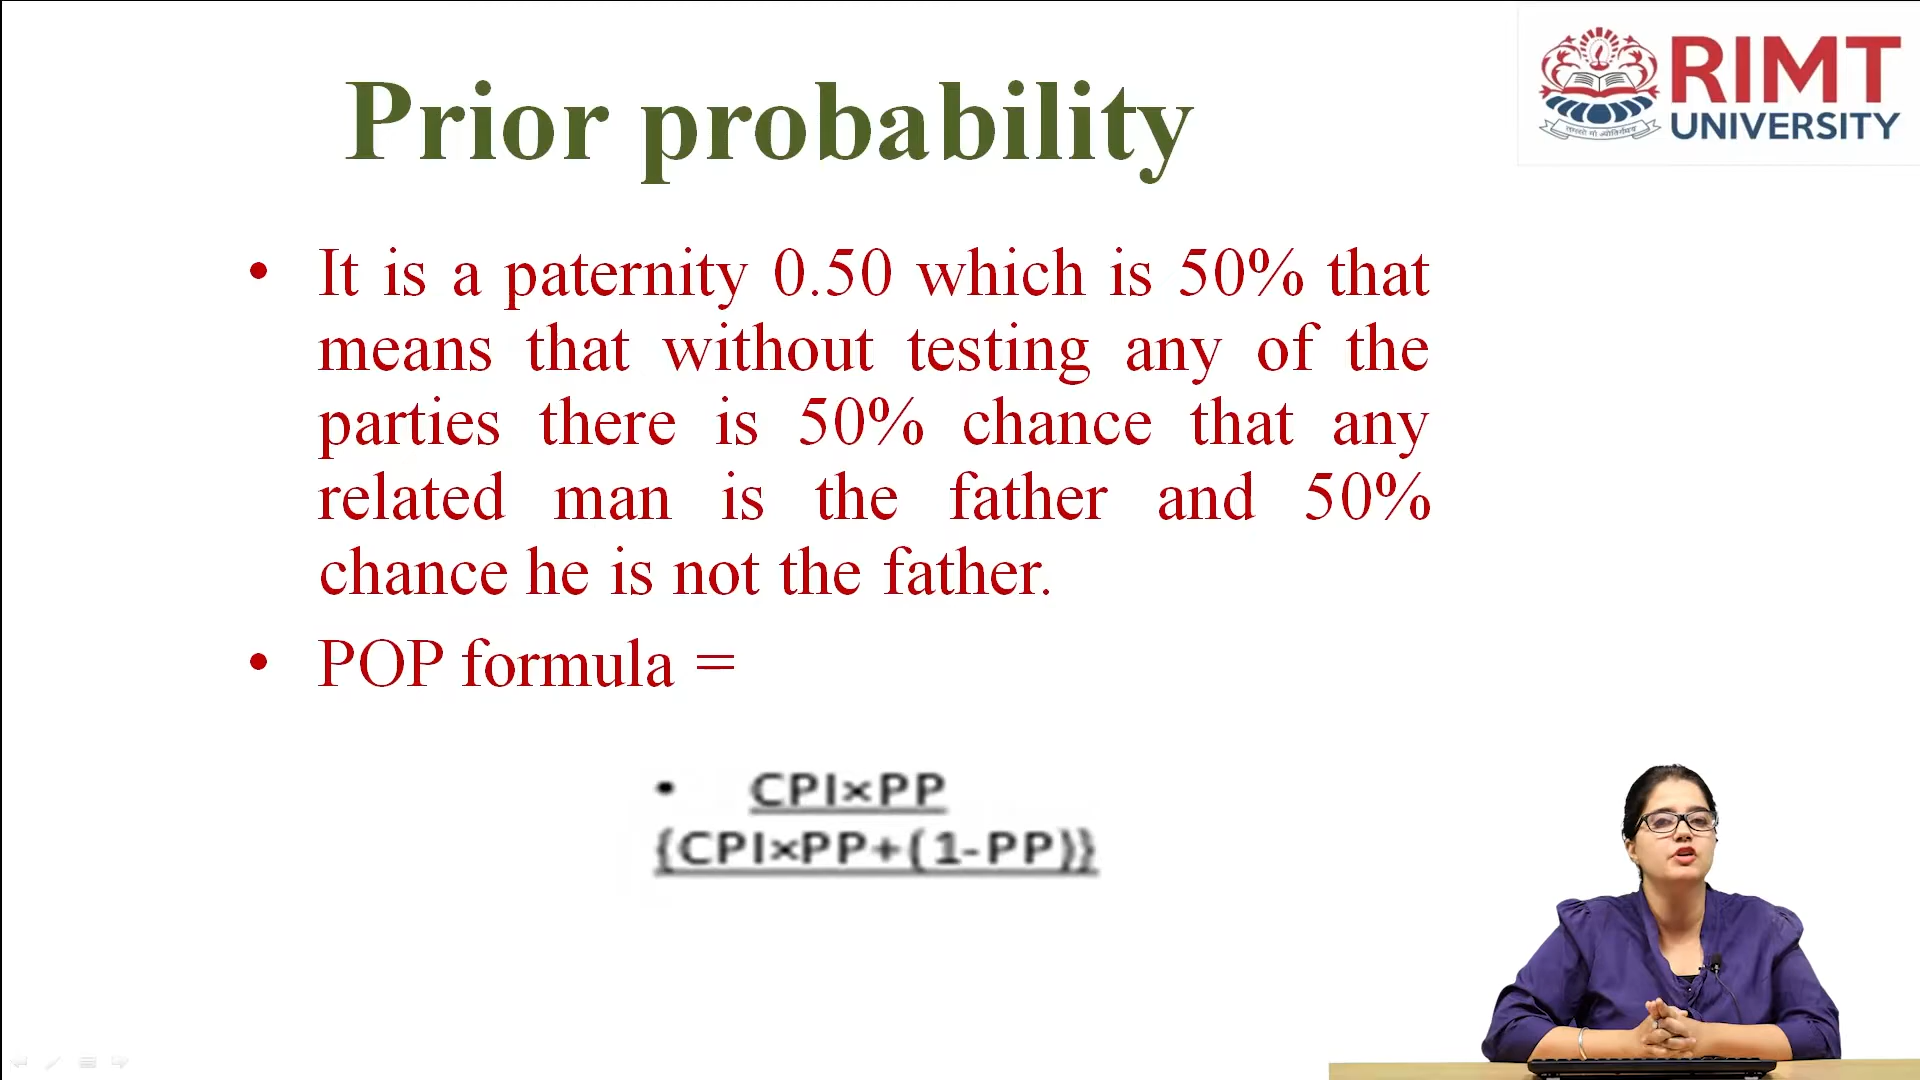 RIMT
UNIVERSITY
Prior probability
• It is a paternity 0.50 which is 50% that
means that without testing any of the
parties there is 50% chance that any
related man is the father and 50%
chance he is not the father.
• POP formula =
• CPI×PP
{CPI×PP+(1-PP)}